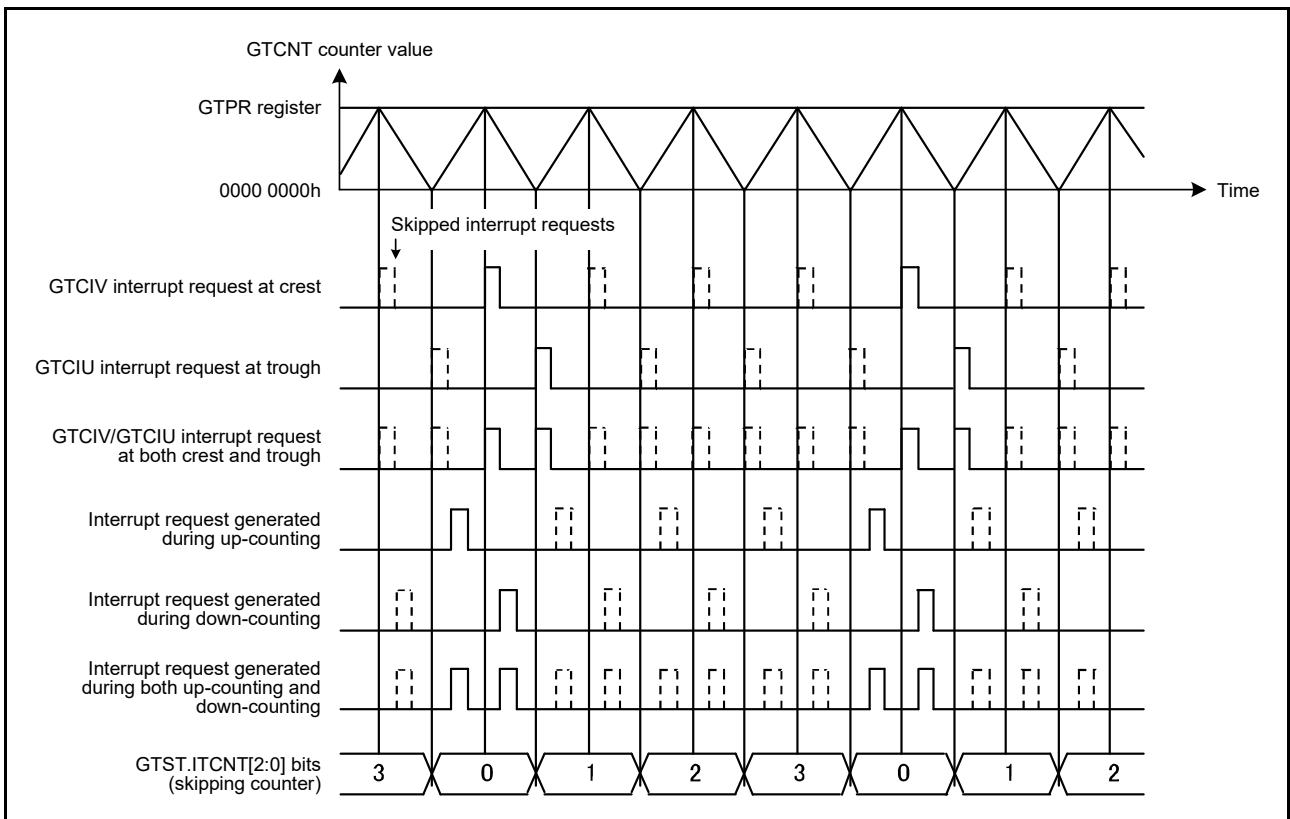 GTCNT counter value
GTPR register
0000 0000h
Time
Skipped interrupt requests
GTCIV interrupt request at crest
GTCIU interrupt request at trough
GTCIV/GTCIU interrupt request
at both crest and trough
Interrupt request generated
during up-counting
Interrupt request generated
during down-counting
Interrupt request generated
during both up-counting and
down-counting
GTST.ITCNT[2:0] bits
(skipping counter)
3 0 1 2 3 0 1 2